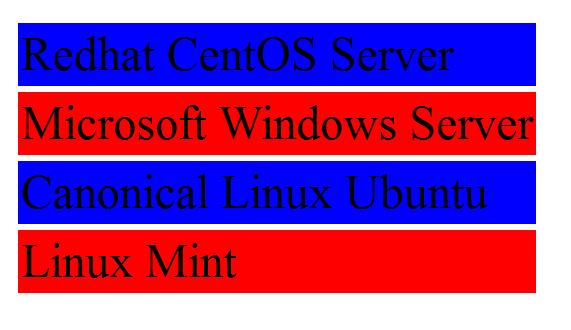 Redhat CentOS Server
Microsoft Windows Server
Canonical Linux Ubuntu
Linux Mint